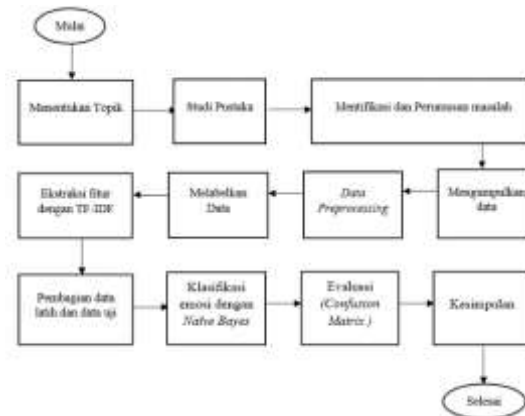 Mulai
Menentukan Topik
Studi Pustaka
Identifikasi dan Perumusan masalah
Mengumpulkan
data
Data
Preprocessing
Melabelkan
Data
Ekstraksi fitur
dengan TF-IDF
Pembagian data
latih dan data uji
Klasifikasi
emosi dengan
Naïve Bayes
Evaluasi
(Confusion
Matrix )
Kesimpulan
Selesai